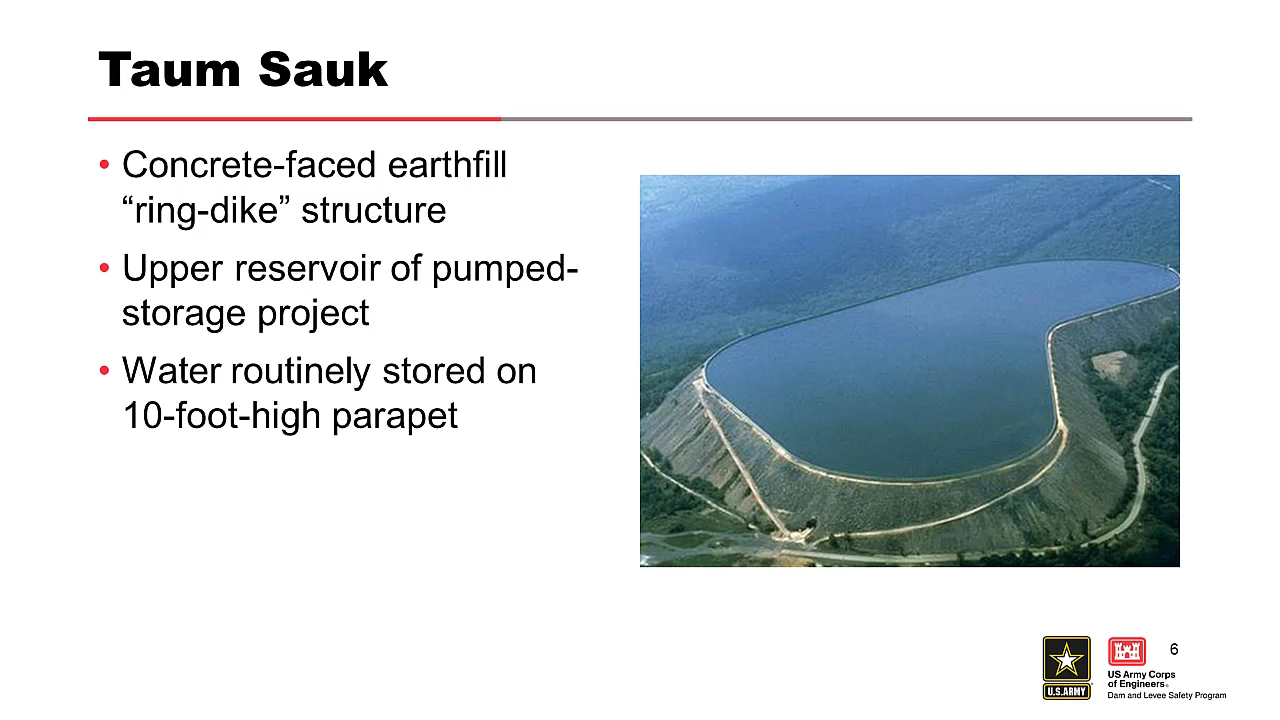 Taum Sauk
• Concrete-faced earthfill
“ring-dike” structure
• Upper reservoir of pumped-
storage project
• Water routinely stored on
10-foot-high parapet
6
U.S. ARMY
US Army Corps
of Engineers®
Dam and Levee Safety Program